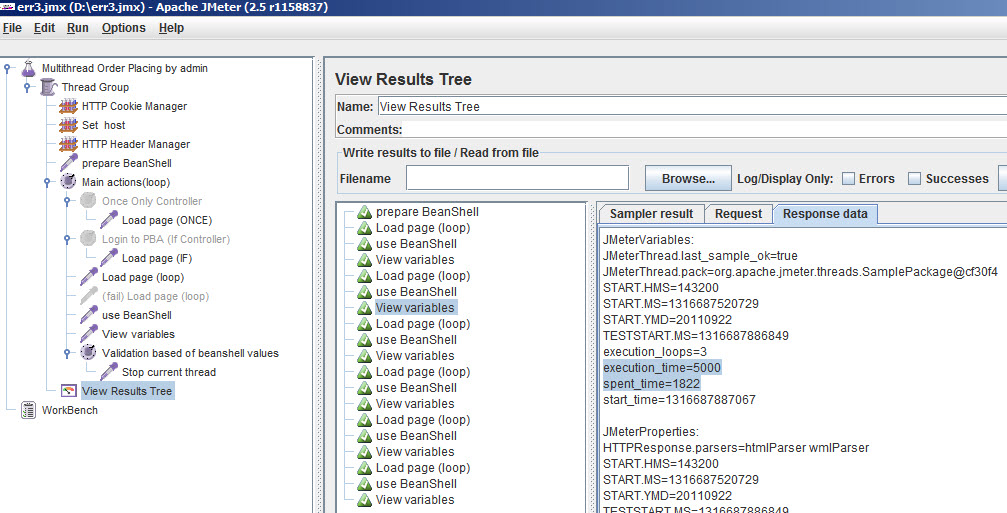 err3.jmx (D:\err3.jmx) - Apache JMeter (2.5 r1158837)
File Edit Run Options Help
Multithread Order Placing by admin
Thread Group
HTTP Cookie Manager
Set host
HTTP Header Manager
prepare BeanShell
Main actions(loop)
Once Only Controller
Load page (ONCE)
Login to PBA (If Controller)
Load page (IF)
Load page (loop)
(fail) Load page (loop)
use BeanShell
View variables
Validation based of beanshell values
Stop current thread
View Results Tree
WorkBench
View Results Tree
Name: View Results Tree
Comments:
Write results to file / Read from file
Filename Browse... Log/Display Only: Errors Successes
prepare BeanShell
Load page (loop)
use BeanShell
View variables
Load page (loop)
use BeanShell
View variables
Load page (loop)
use BeanShell
View variables
Load page (loop)
use BeanShell
View variables
Load page (loop)
use BeanShell
View variables
Load page (loop)
use BeanShell
View variables
Sampler result Request Response data
JMeterVariables:
JMeterThread.last_sample_ok=true
JMeterThread.pack=org.apache.jmeter.threads.SamplePackage@cf30f4
START.HMS=143200
START.MS=1316687520729
START.YMD=20110922
TESTSTART.MS=1316687886849
execution_loops=3
execution_time=5000
spent_time=1822
start_time=1316687887067
JMeterProperties:
HTTPResponse.parsers=htmlParser wmlParser
START.HMS=143200
START.MS=1316687520729
START.YMD=20110922
TESTSTART.MS=1316687886849